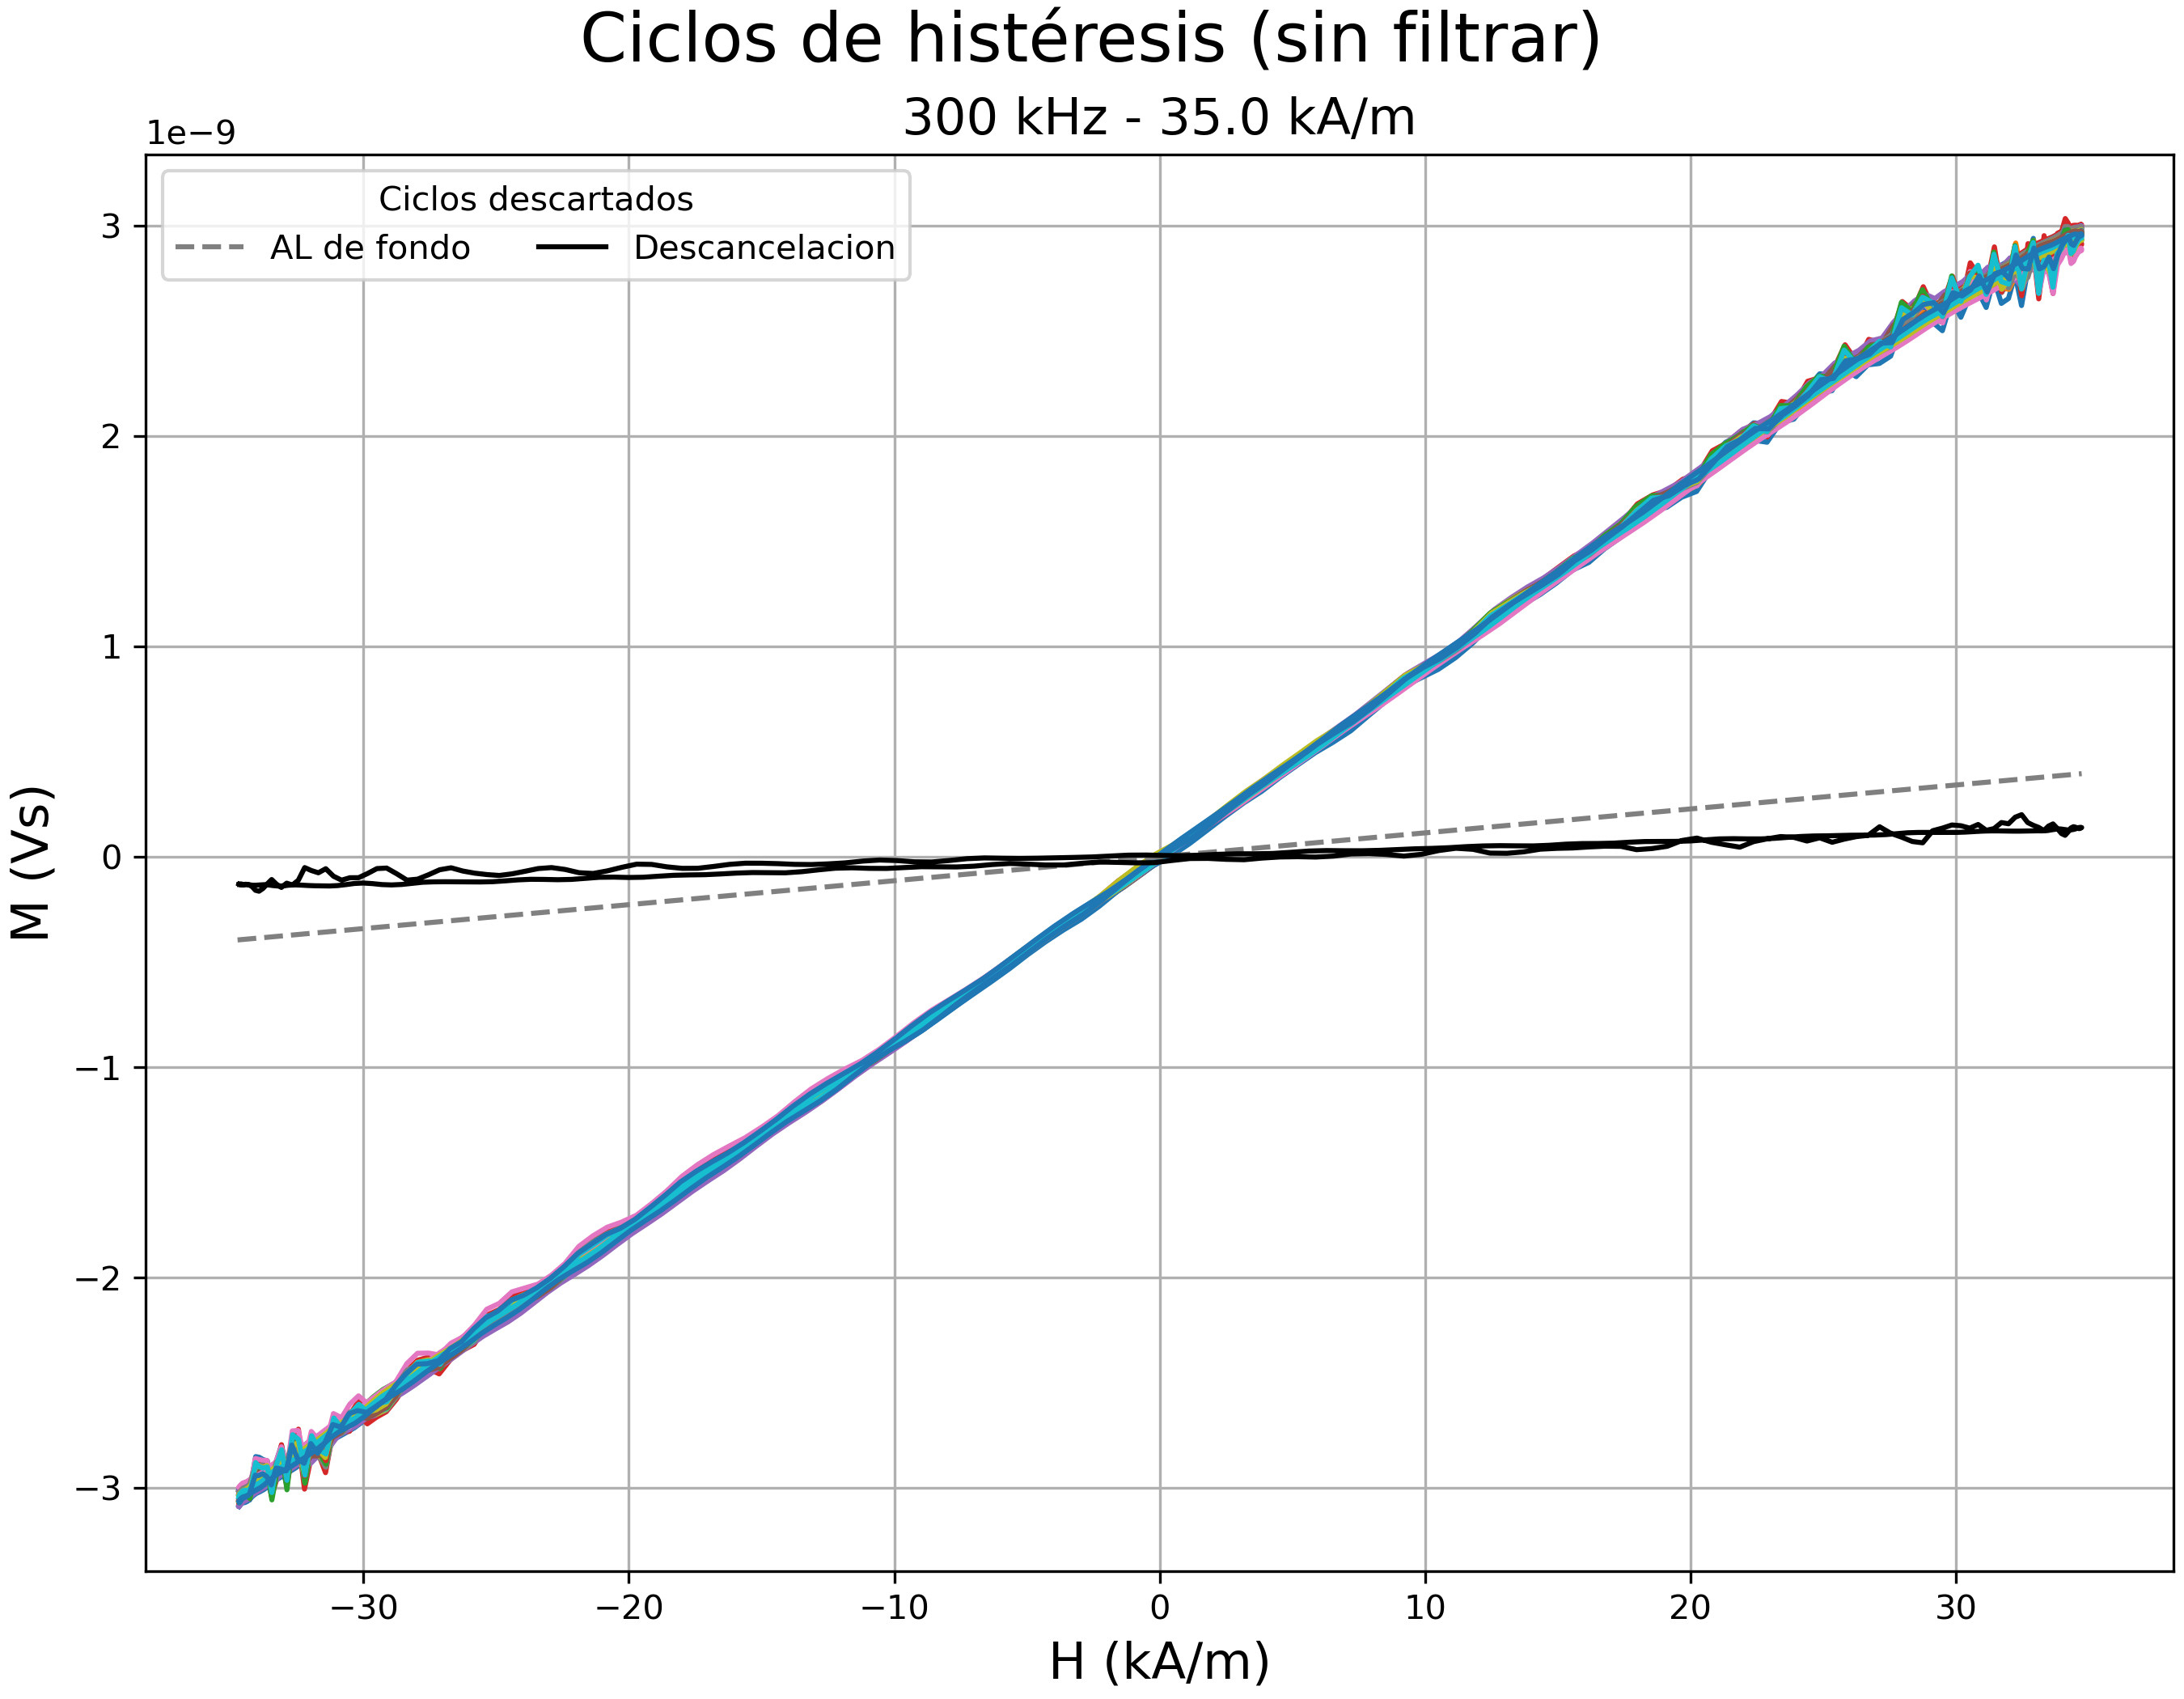 Ciclos de histéresis (sin filtrar)
300 kHz - 35.0 kA/m
1e−9
Ciclos descartados
AL de fondo
Descancelacion
3
2
1
0
−1
−2
−3
M (Vs)
−30
−20
−10
0
10
20
30
H (kA/m)